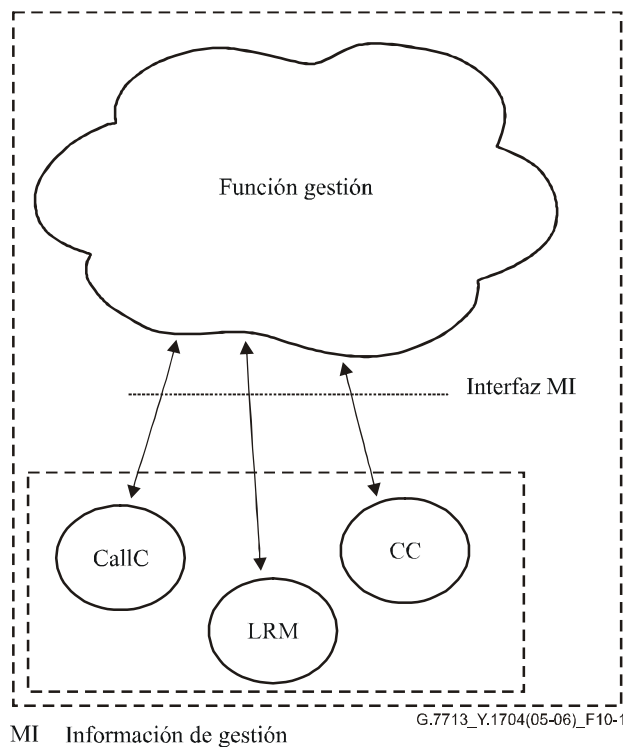 Función gestión
Interfaz MI
CallC
CC
LRM
G.7713_Y.1704(05-06)_F10-1
MI Información de gestión